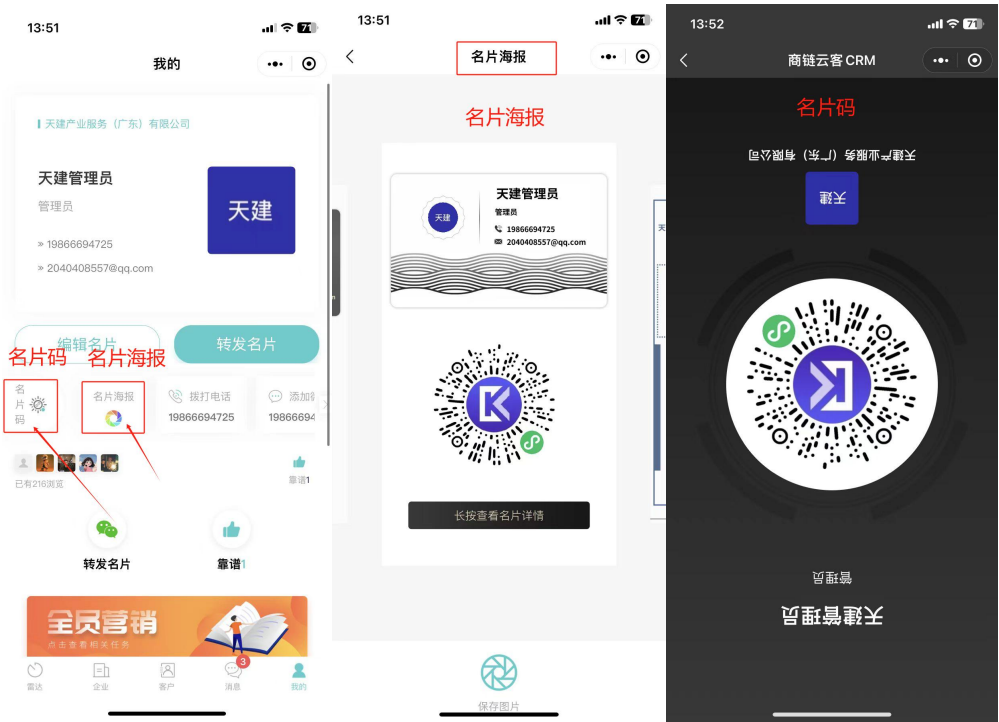 13:51
71
我的
天建产业服务（广东）有限公司
天建管理员
管理员
天建
» 19866694725
» 2040408557@qq.com
编辑名片
转发名片
名片码
名片海报
名片码
名片海报
拨打电话
19866694725
添加
19866694
已有216浏览
靠谱1
转发名片
靠谱1
全员营销
点击查看相关任务
雷达
企业
客户
3
消息
我的
13:51
71
名片海报
名片海报
天建
天建管理员
管理员
19866694725
2040408557@qq.com
长按查看名片详情
天
保存图片
13:52
71
商链云客CRM
名片码
天建产业服务（广东）有限公司
天建
管理员
天建管理员